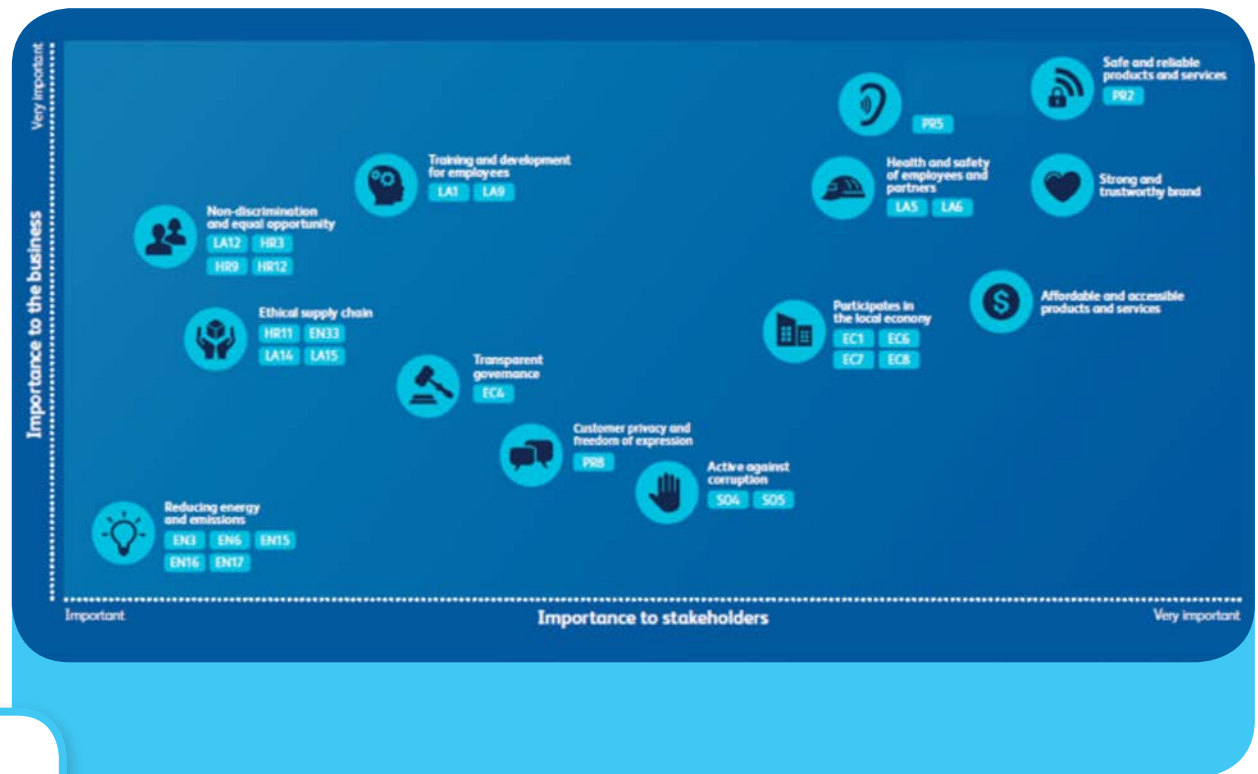 Very important
Importance to the business
Safe and reliable
products and services
PR2
PR5
Training and development
for employees
LA1 LA9
Health and safety
of employees and
partners
LA5 LA6
Strong and
trustworthy brand
Non-discrimination
and equal opportunity
LA12 HR3
HR9 HR12
Affordable and accessible
products and services
Participates in
the local economy
EC1 EC6
EC7 EC8
Ethical supply chain
HR11 EN33
LA14 LA15
Transparent
governance
EC4
Customer privacy and
freedom of expression
PR8
Active against
corruption
SO4 SO5
Reducing energy
and emissions
EN3 EN6 EN15
EN16 EN17
Important
Importance to stakeholders
Very important